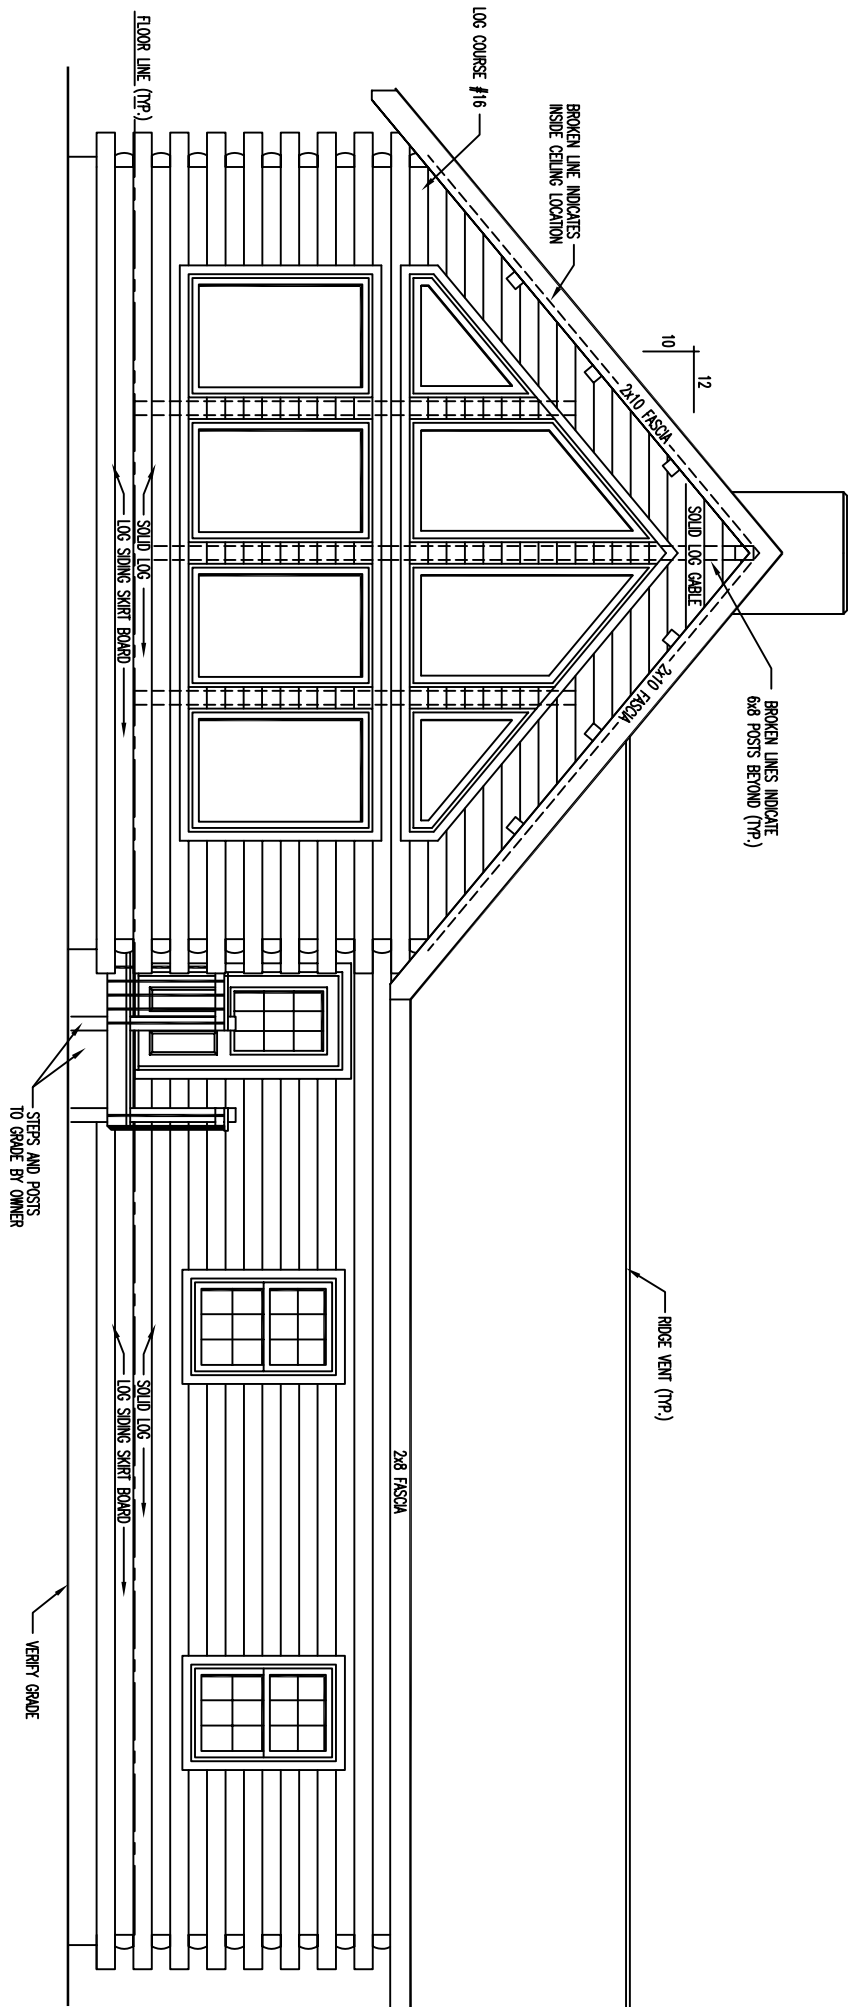 BROKEN LINES INDICATE
6x8 POSTS BEYOND (TYP.)
12
10
RIDGE VENT (TYP.)
SOLID LOG GABLE
2x10 FASCIA
2x10 FASCIA
BROKEN LINE INDICATES
INSIDE CEILING LOCATION
LOG COURSE #16
2x8 FASCIA
FLOOR LINE (TYP.)
SOLID LOG
LOG SIDING SKIRT BOARD
SOLID LOG
LOG SIDING SKIRT BOARD
STEPS AND POSTS
TO GRADE BY OWNER
VERIFY GRADE